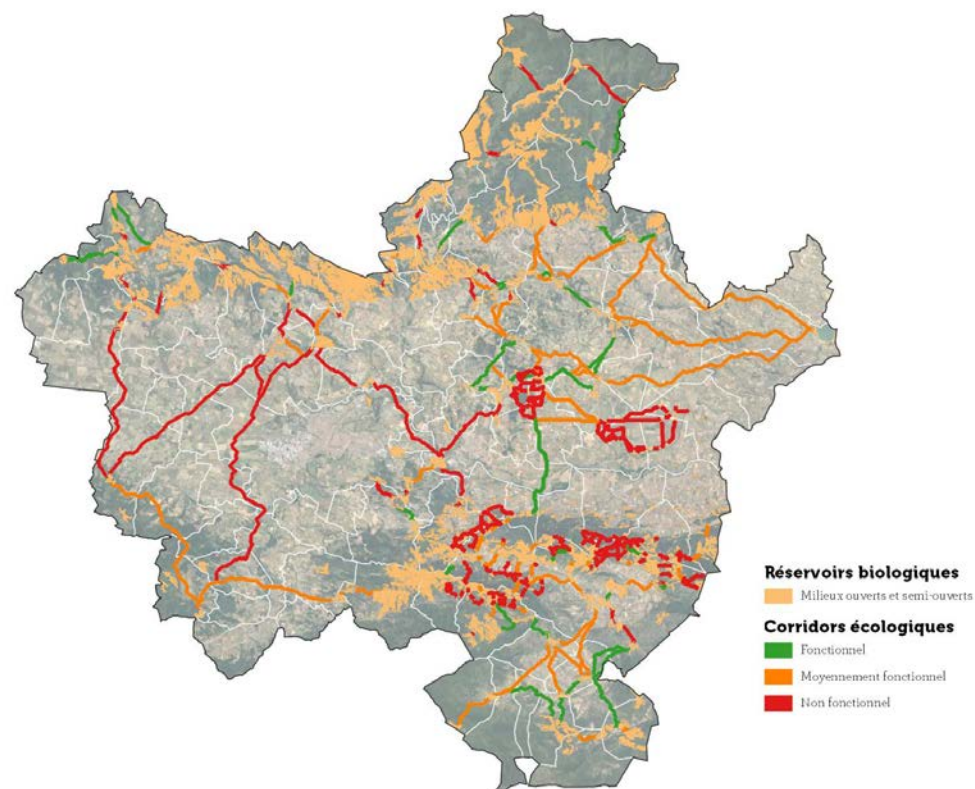 Réservoirs biologiques
Milieux ouverts et semi-ouverts
Corridors écologiques
Fonctionnel
Moyennement fonctionnel
Non fonctionnel